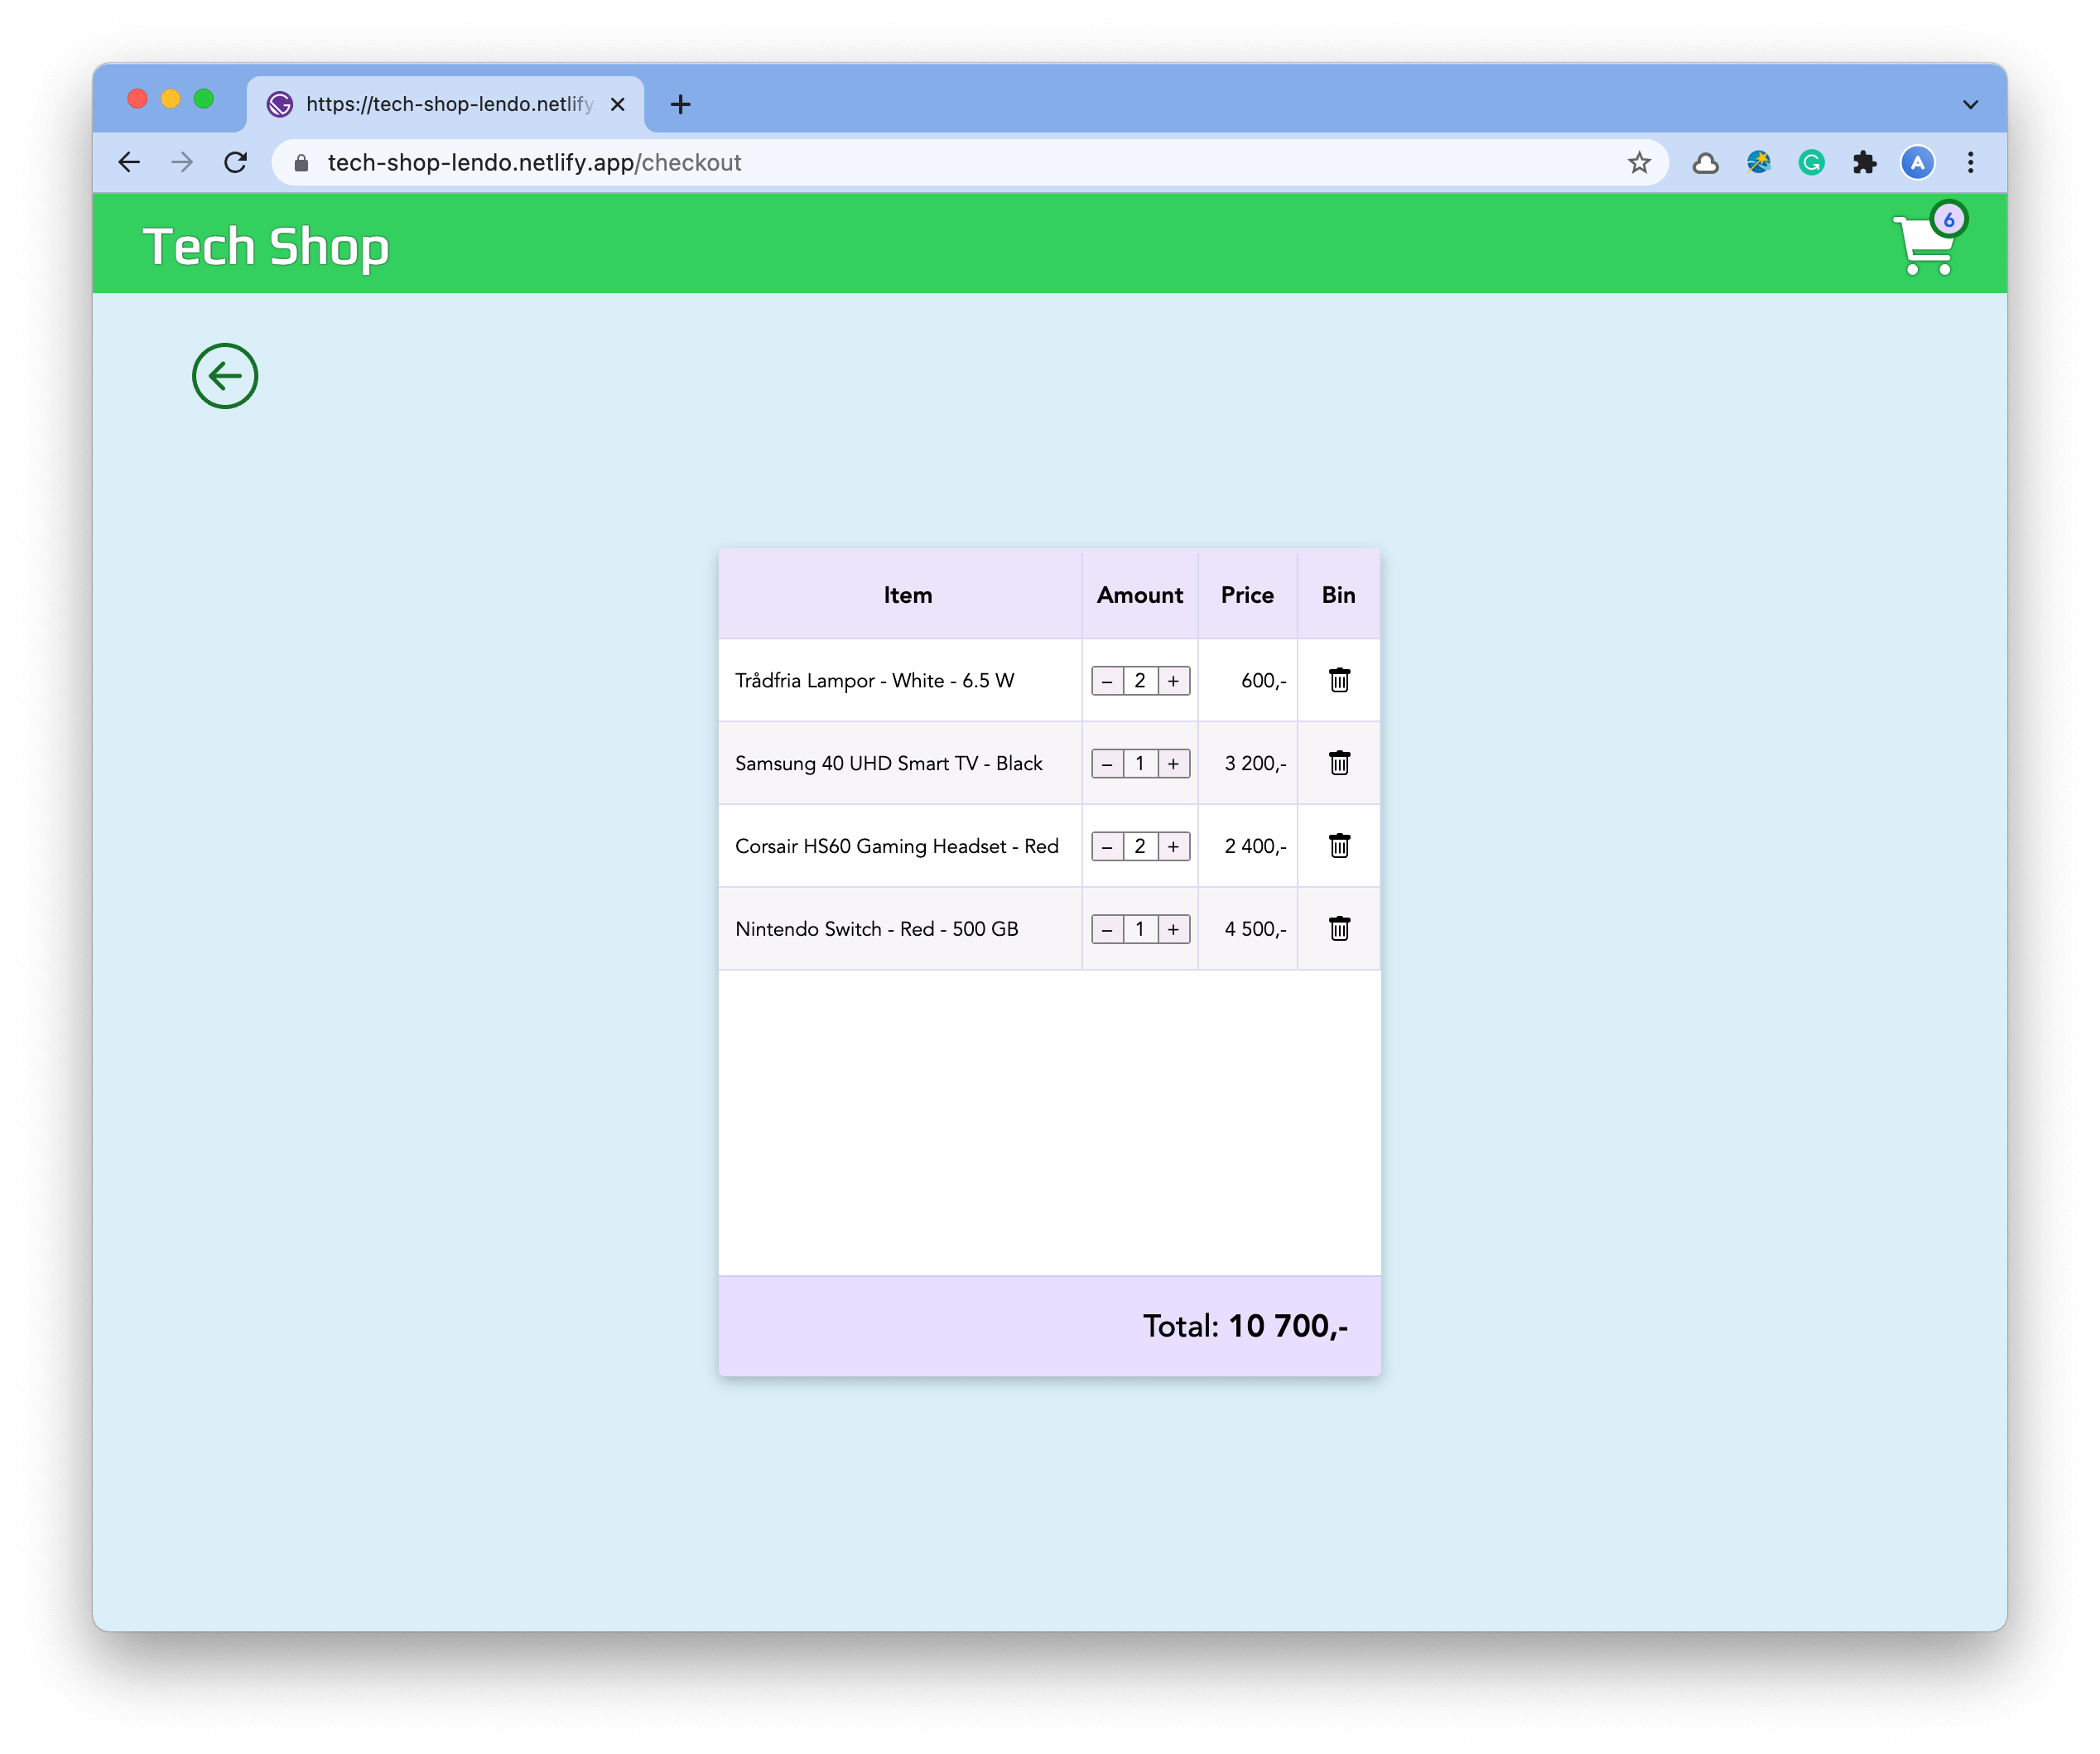 https://tech-shop-lendo.netlify
tech-shop-lendo.netlify.app/checkout
A
Tech Shop
6
Item Amount Price Bin
Trådfria Lampor - White - 6.5 W – 2 + 600,-
Samsung 40 UHD Smart TV - Black – 1 + 3 200,-
Corsair HS60 Gaming Headset - Red – 2 + 2 400,-
Nintendo Switch - Red - 500 GB – 1 + 4 500,-
Total: 10 700,-